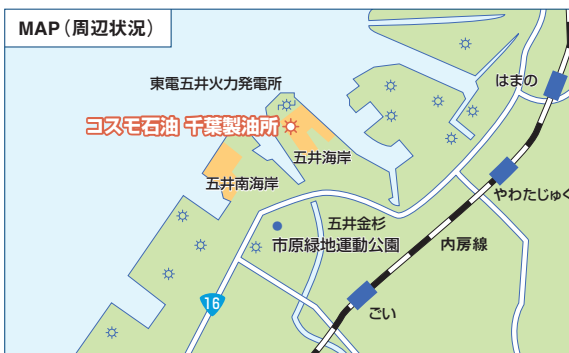 MAP(周辺状況)
はまの
東電五井火力発電所
コスモ石油 千葉製油所
五井海岸
五井南海岸
やわたじゅく
五井金杉
市原緑地運動公園
内房線
16
ごい